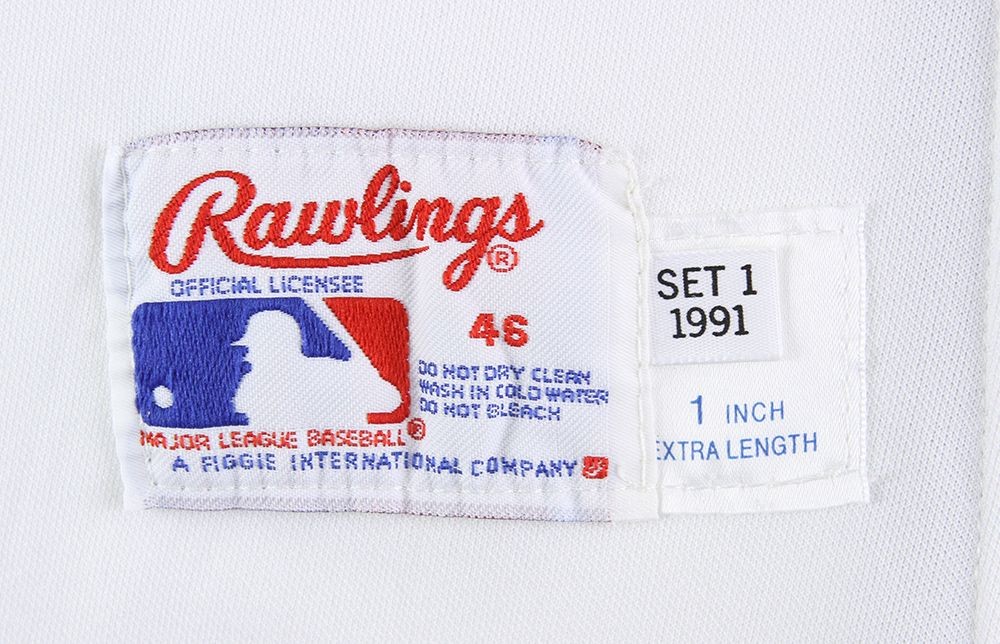 Rawlings®
OFFICIAL LICENSEE
46
DO NOT DRY CLEAN
WASH IN COLD WATER
DO NOT BLEACH
MAJOR LEAGUE BASEBALL®
A FIGGIE INTERNATIONAL COMPANY
SET 1
1991
1 INCH
EXTRA LENGTH